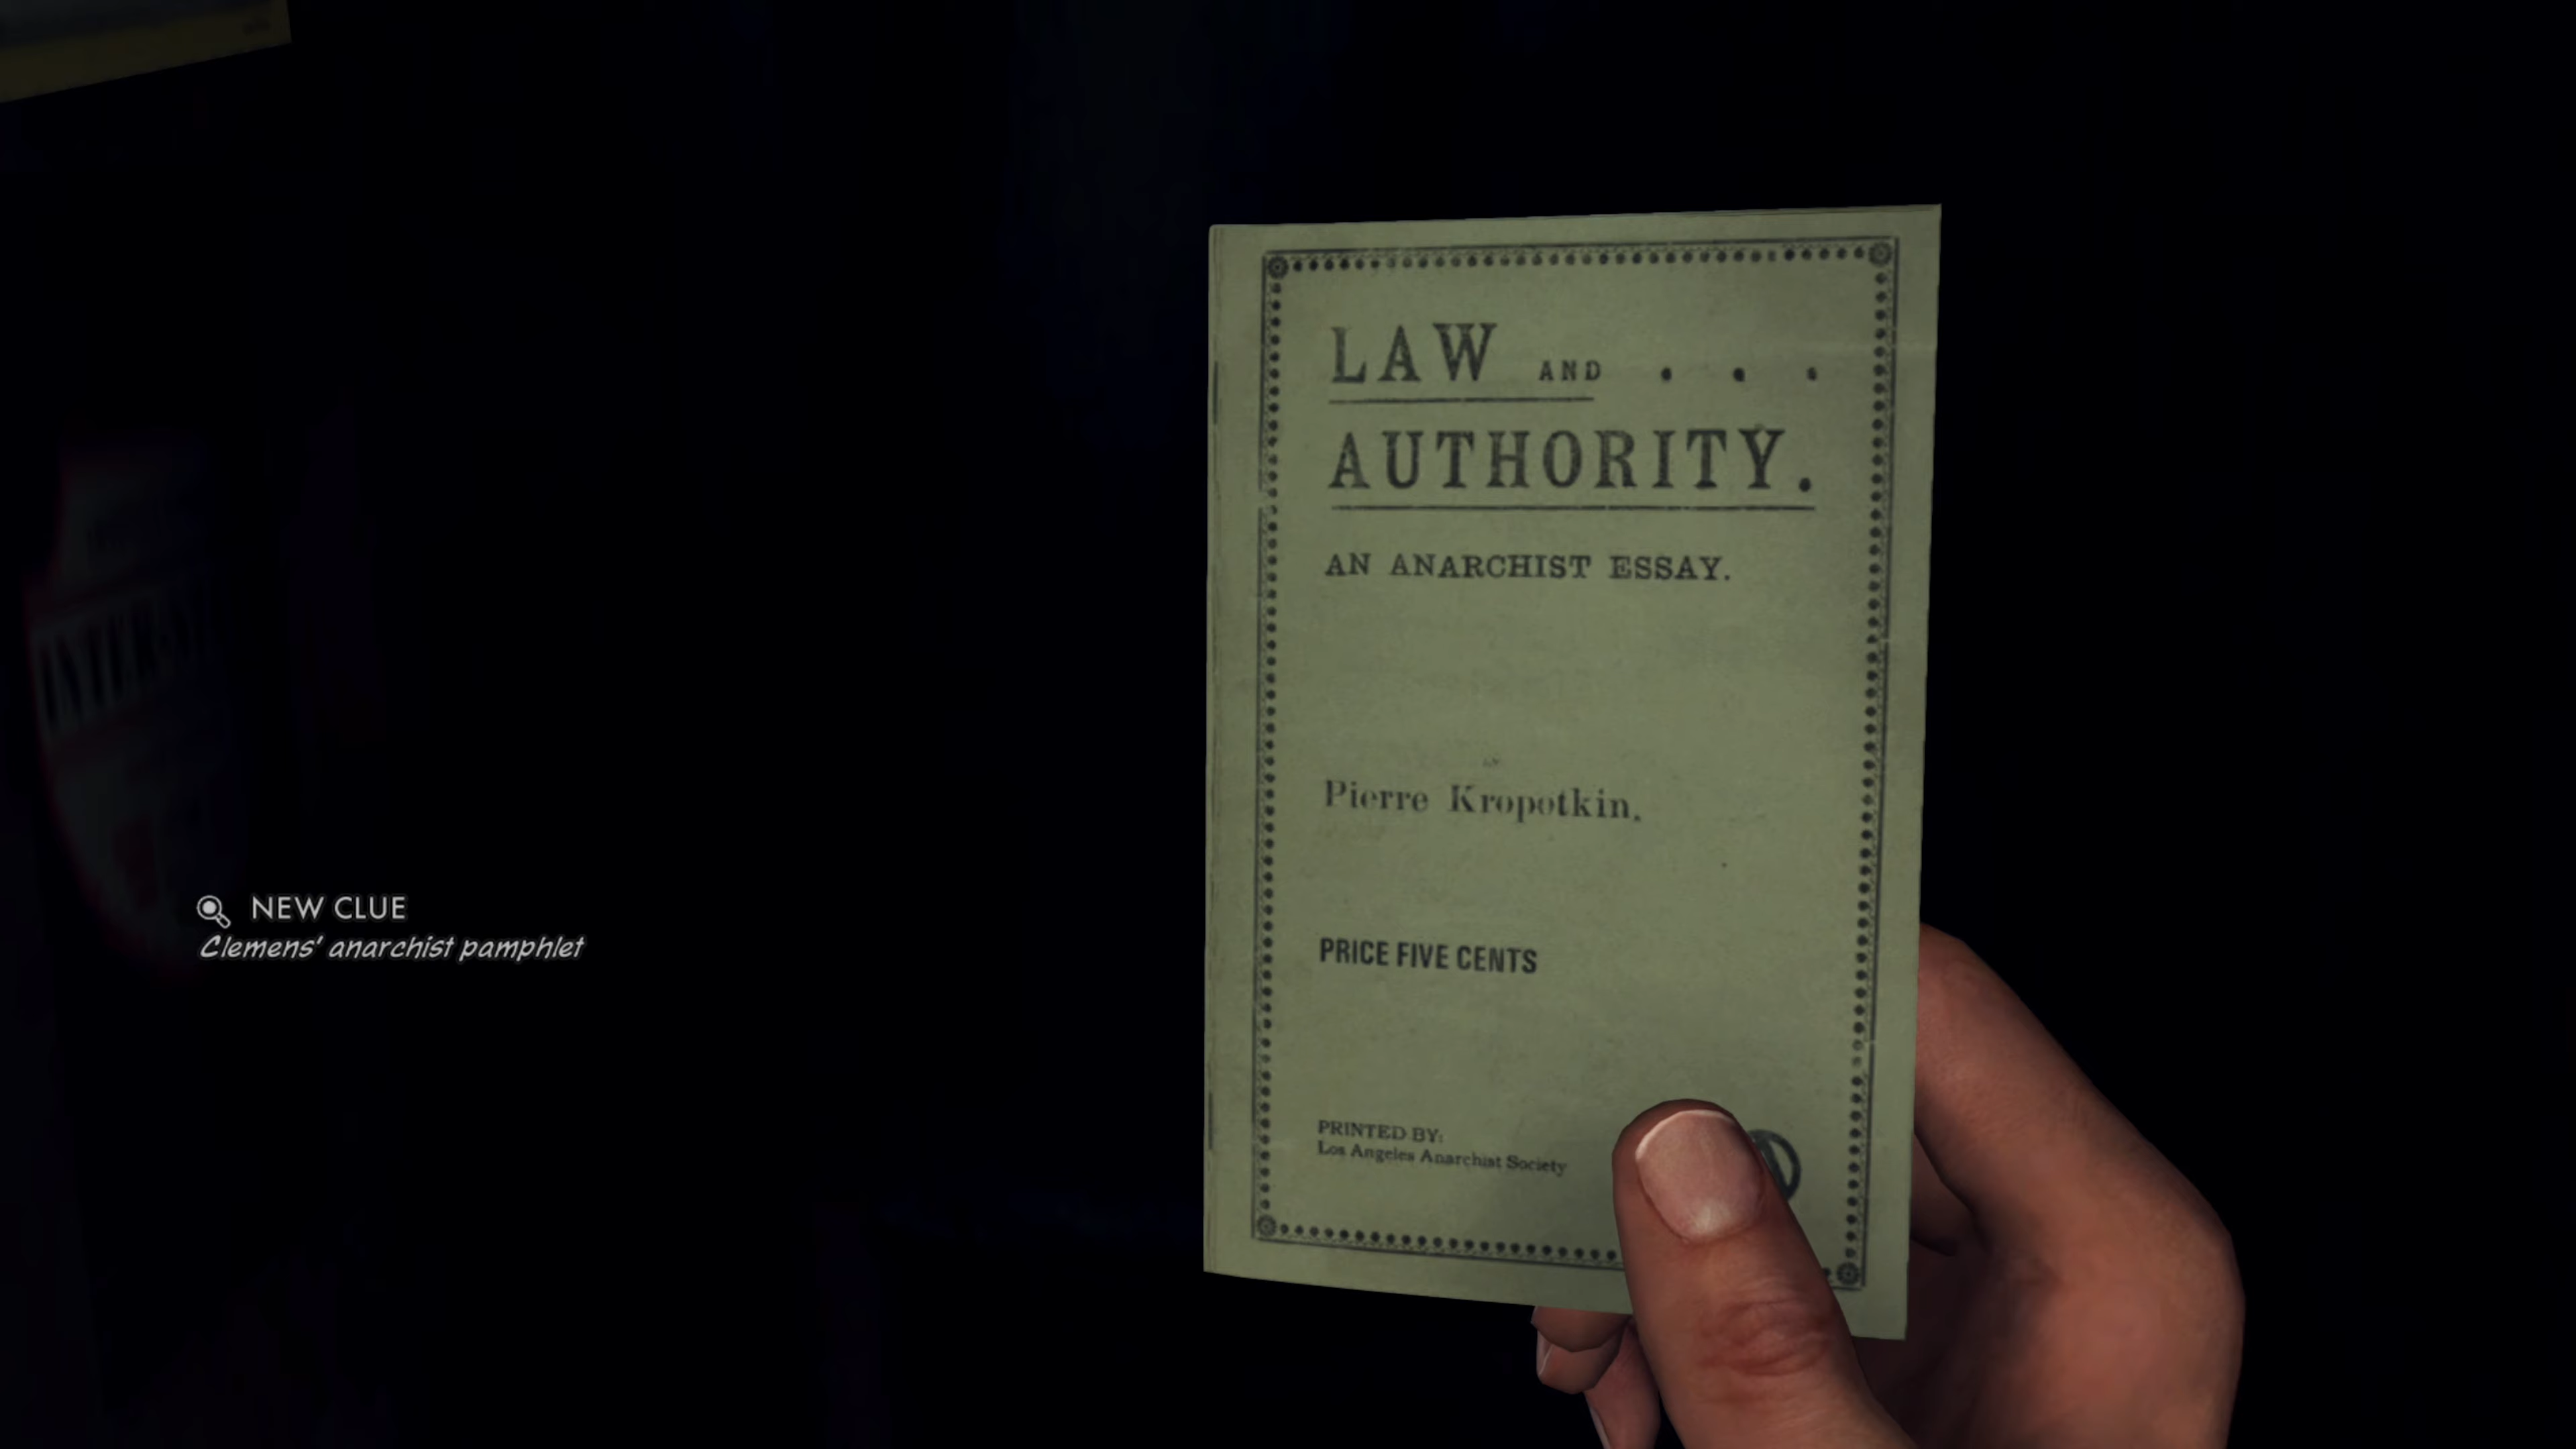 LAW AND . . .
AUTHORITY.
AN ANARCHIST ESSAY.
Pierre Kropotkin.
PRICE FIVE CENTS
PRINTED BY:
Los Angeles Anarchist Society
NEW CLUE
Clemens' anarchist pamphlet